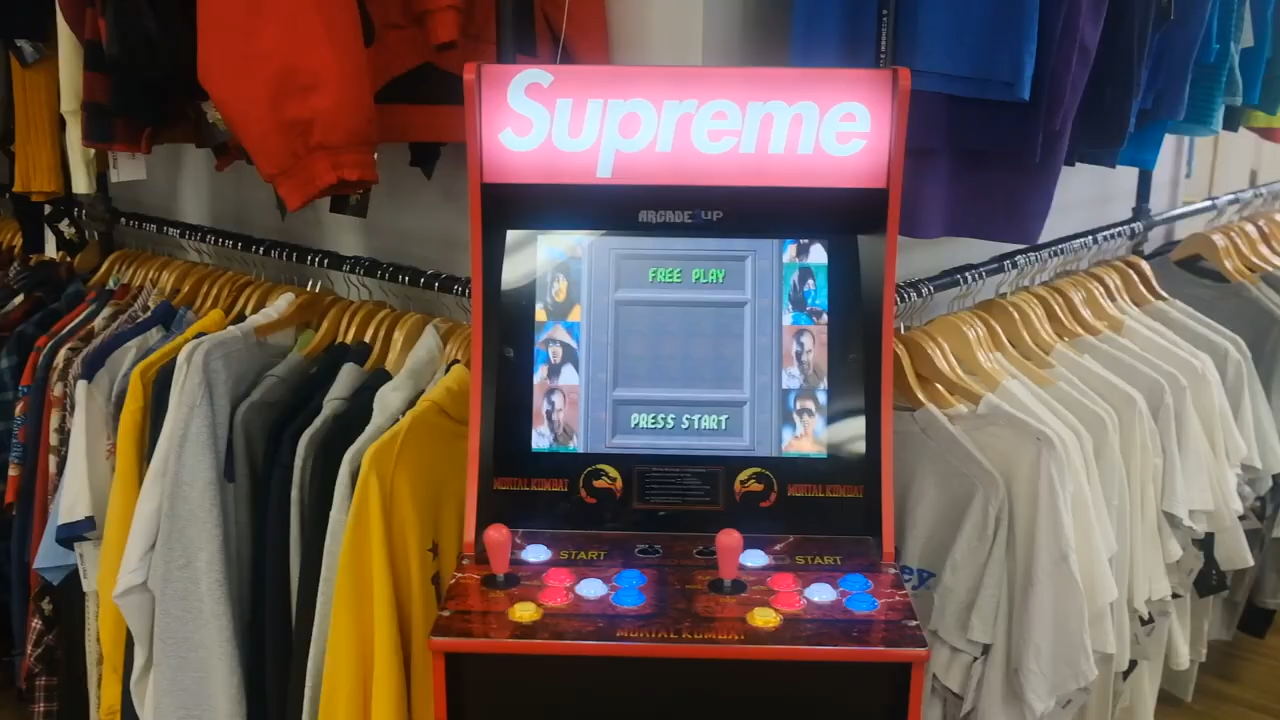 Supreme
ARCADE1UP
FREE PLAY
PRESS START
MORTAL KOMBAT
MORTAL KOMBAT
START
START
MORTAL KOMBAT